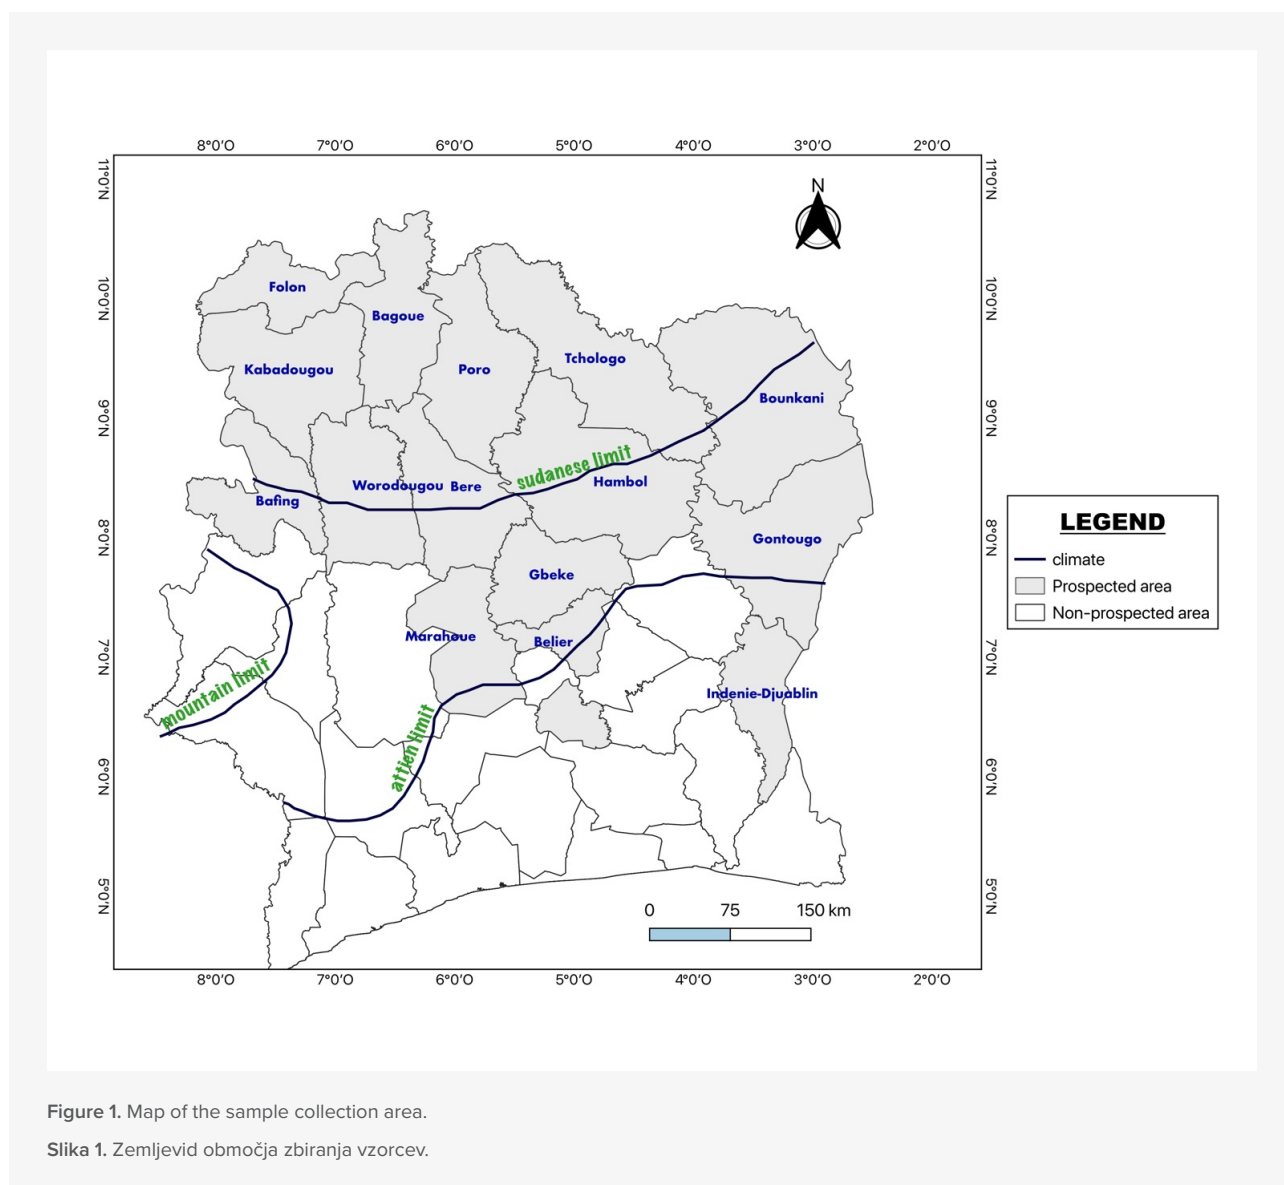 8°0'O 7°0'O 6°0'O 5°0'O 4°0'O 3°0'O 2°0'O
11°0'N
11°0'N
N
10°0'N
10°0'N
Folon
Bagoue
Tchologo
Kabadougou
Poro
Bounkani
9°0'N
9°0'N
sudanese limit
Worodougou
Bere
Hambol
Bafing
8°0'N
8°0'N
Gontougo
Gbeke
Marahoue
Belier
7°0'N
7°0'N
mountain limit
Indenie-Djuablin
attien limit
6°0'N
6°0'N
5°0'N
5°0'N
0 75 150 km
8°0'O 7°0'O 6°0'O 5°0'O 4°0'O 3°0'O 2°0'O
LEGEND
climate
Prospected area
Non-prospected area
Figure 1. Map of the sample collection area.
Slika 1. Zemljevid območja zbiranja vzorcev.